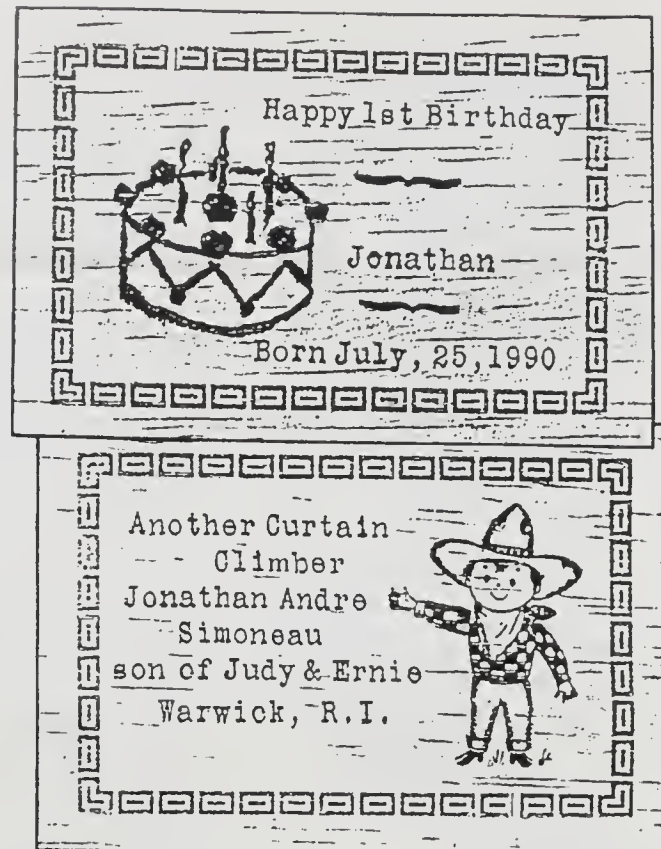 Happy 1st Birthday
Jonathan
Born July, 25, 1990
Another Curtain
Climber
Jonathan Andre
Simoneau
son of Judy & Ernie
Warwick, R.I.